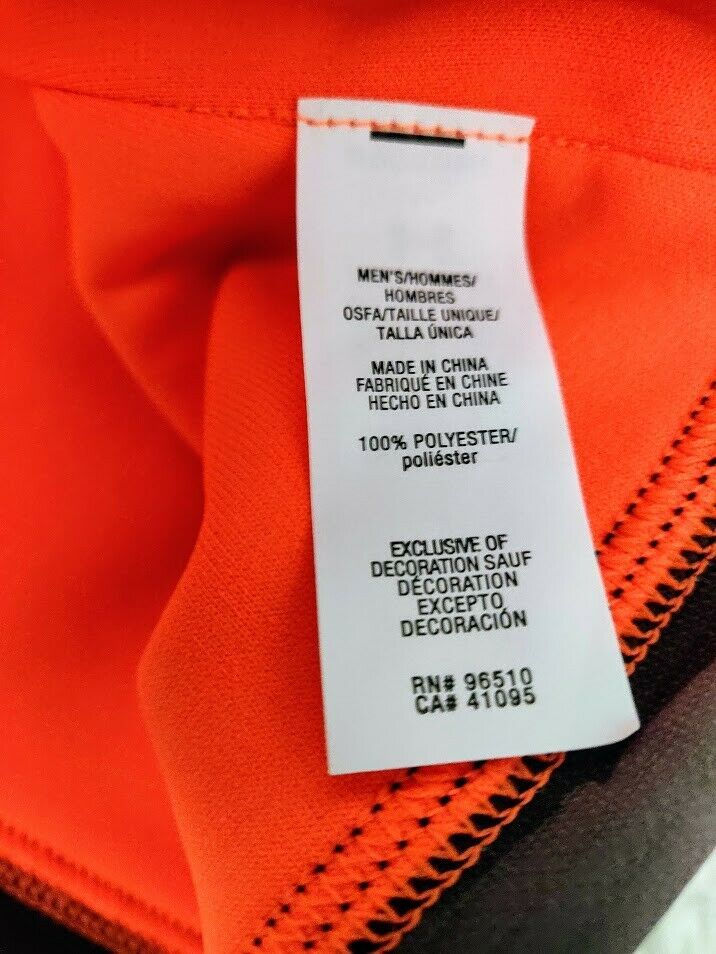 MEN'S/HOMMES/
HOMBRES
OSFA/TAILLE UNIQUE/
TALLA ÚNICA
MADE IN CHINA
FABRIQUÉ EN CHINE
HECHO EN CHINA
100% POLYESTER/
poliéster
EXCLUSIVE OF
DECORATION SAUF
DÉCORATION
EXCEPTO
DECORACIÓN
RN# 96510
CA# 41095